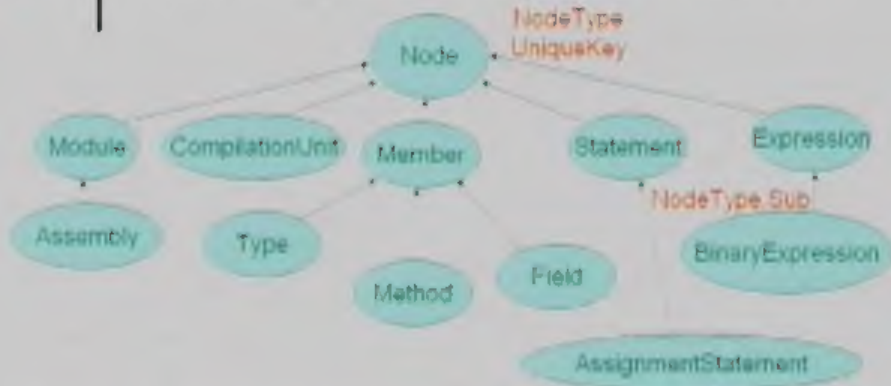 NodeType
UniqueKey
Node
Module
CompilationUnit
Member
Statement
Expression
NodeType.Sub
Assembly
Type
BinaryExpression
Method
Field
AssignmentStatement